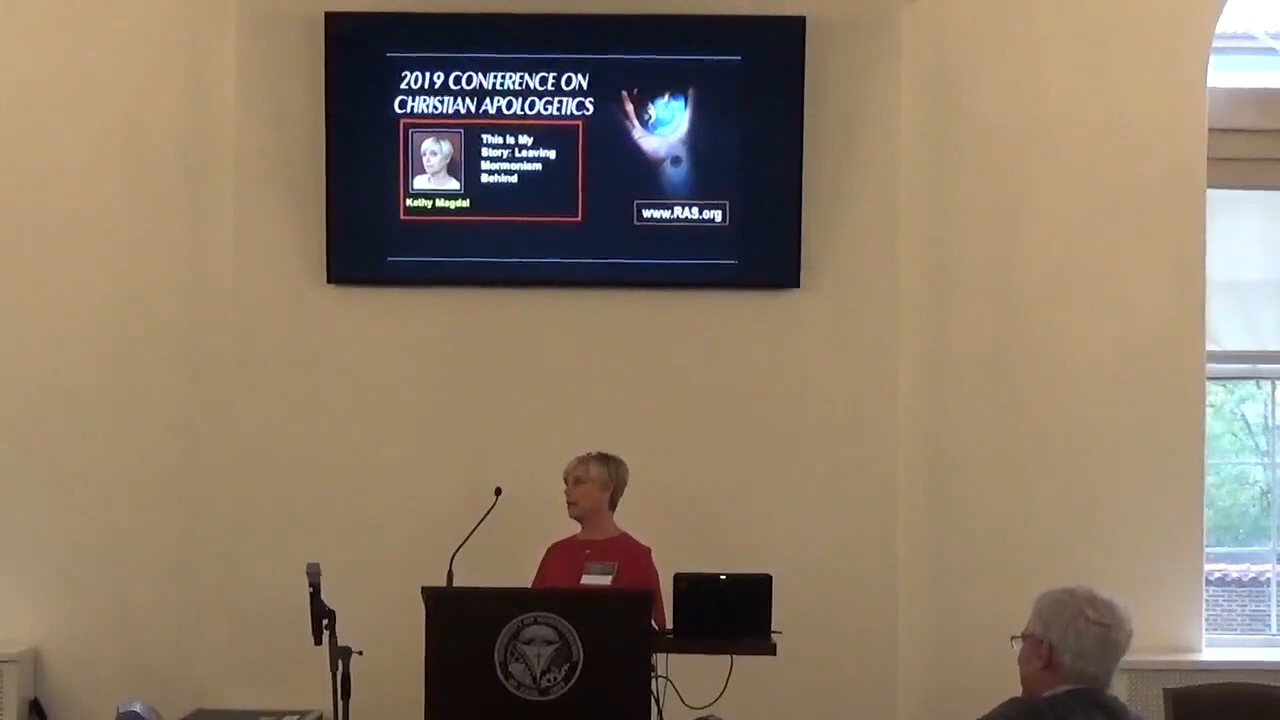 2019 CONFERENCE ON
CHRISTIAN APOLOGETICS
This Is My
Story: Leaving
Mormonism
Behind
Kathy Magdal
www.RAS.org